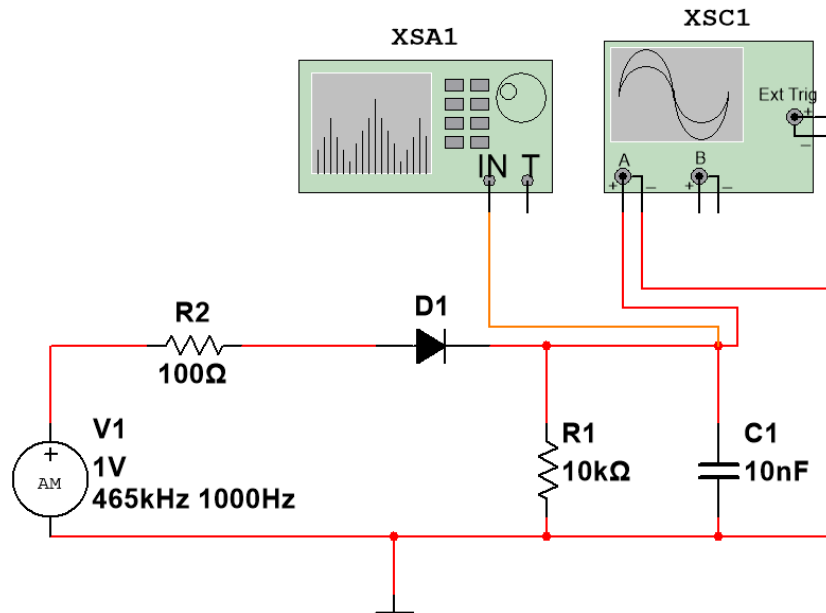 XSA1
XSC1
Ext Trig
+
−
IN T
A
B
+ −
+ −
R2
100Ω
D1
V1
1V
465kHz 1000Hz
+
AM
R1
10kΩ
C1
10nF